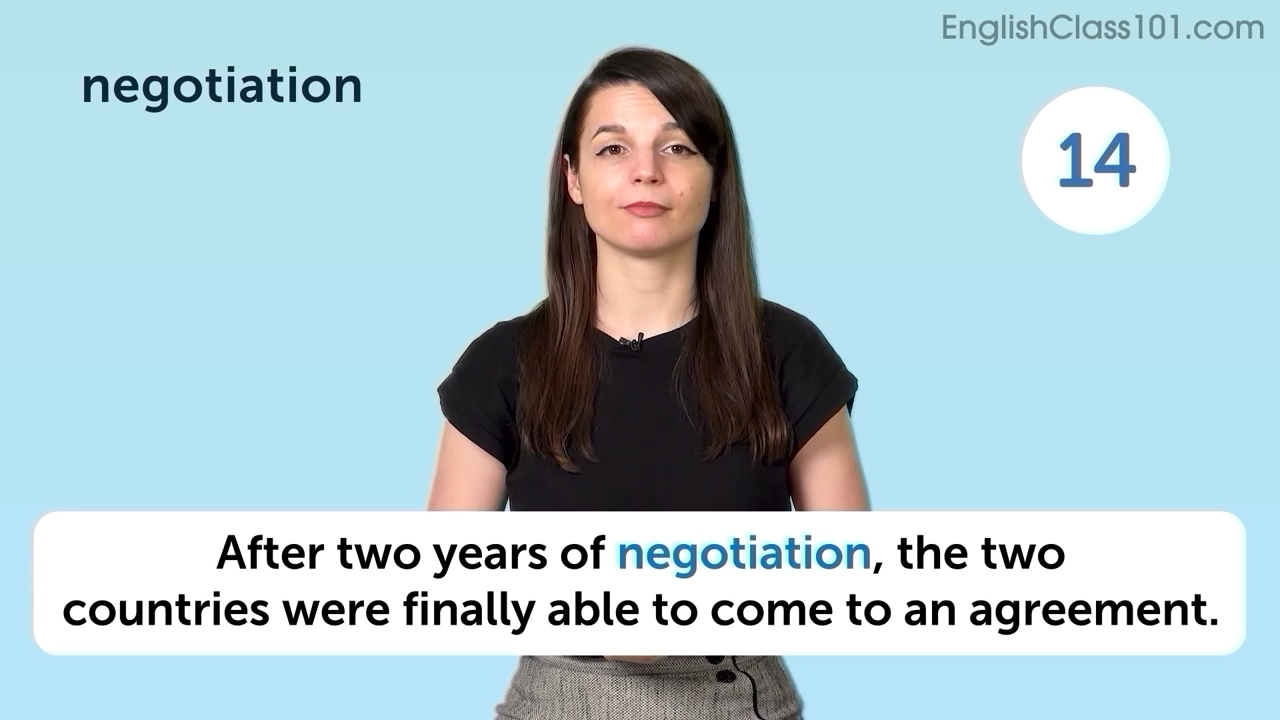 EnglishClass101.com
negotiation
14
After two years of negotiation, the two
countries were finally able to come to an agreement.